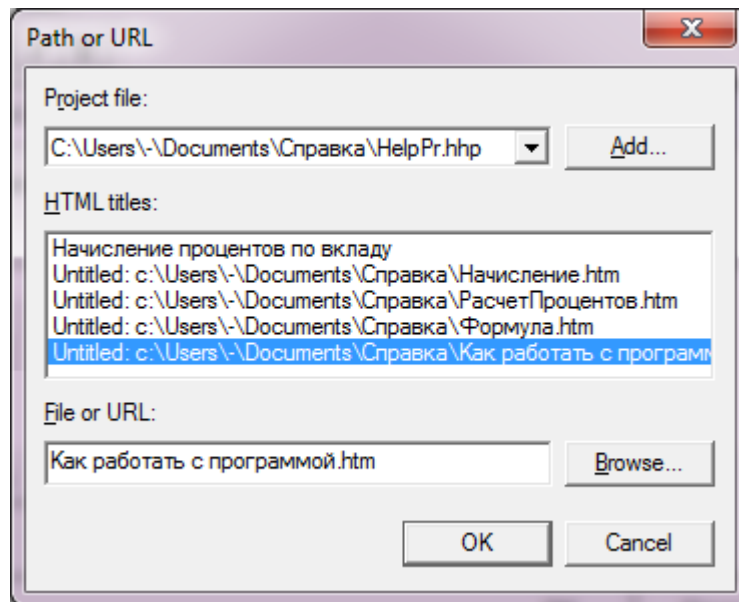 Path or URL
Project file:
C:\Users\-\Documents\Справка\HelpPr.hhp
Add...
HTML titles:
Начисление процентов по вкладу
Untitled: c:\Users\-\Documents\Справка\Начисление.htm
Untitled: c:\Users\-\Documents\Справка\РасчетПроцентов.htm
Untitled: c:\Users\-\Documents\Справка\Формула.htm
Untitled: c:\Users\-\Documents\Справка\Как работать с программ
File or URL:
Как работать с программой.htm
Browse...
OK
Cancel